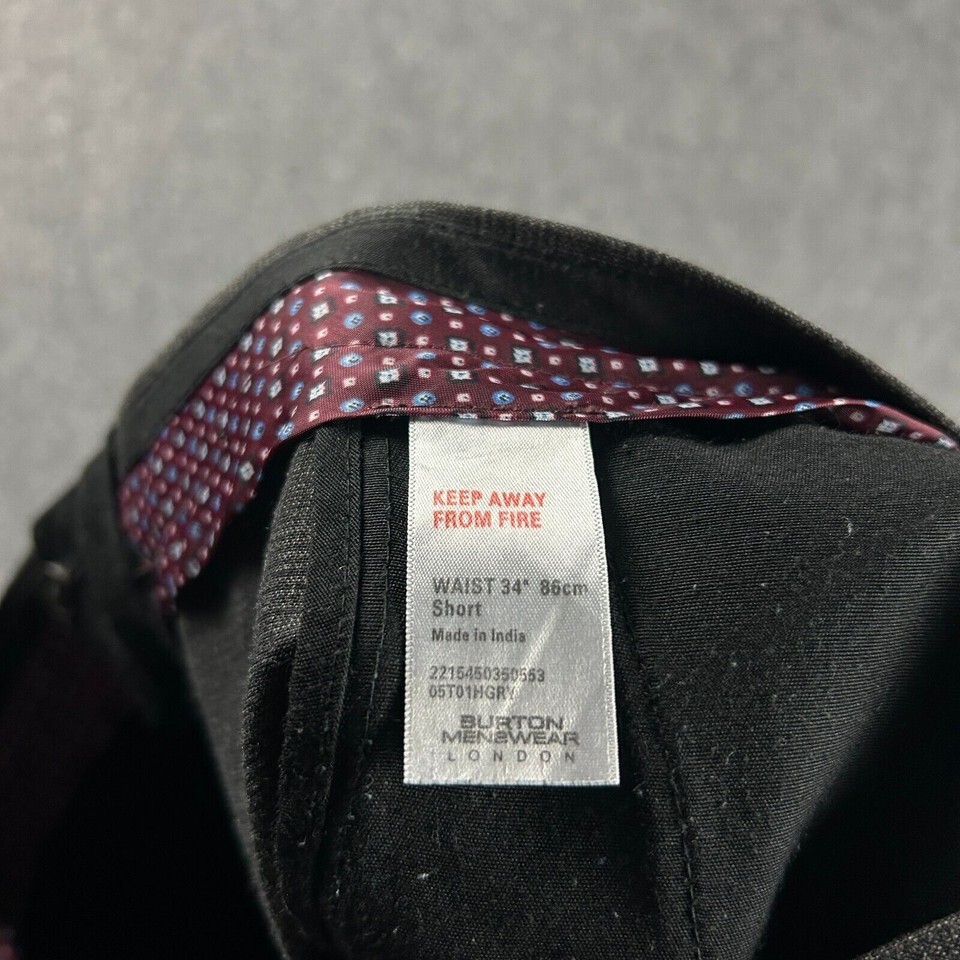 KEEP AWAY
FROM FIRE
WAIST 34" 86cm
Short
Made in India
2215450350553
05T01HGRY
BURTON
MENSWEAR
LONDON